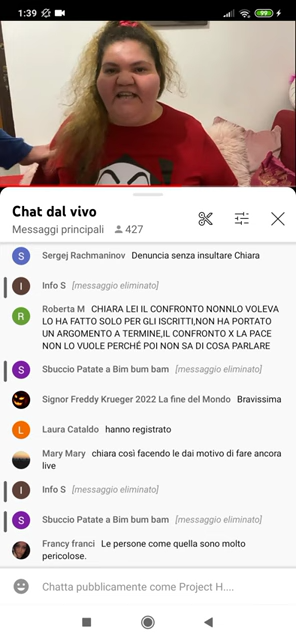 1:39
99
Chat dal vivo
Messaggi principali 427
S Sergej Rachmaninov Denuncia senza insultare Chiara
I Info S [messaggio eliminato]
R Roberta M CHIARA LEI IL CONFRONTO NONNLO VOLEVA
LO HA FATTO SOLO PER GLI ISCRITTI,NON HA PORTATO
UN ARGOMENTO A TERMINE,IL CONFRONTO X LA PACE
NON LO VUOLE PERCHÉ POI NON SA DI COSA PARLARE
S Sbuccio Patate a Bim bum bam [messaggio eliminato]
Signor Freddy Krueger 2022 La fine del Mondo Bravissima
L Laura Cataldo hanno registrato
Mary Mary chiara così facendo le dai motivo di fare ancora
live
I Info S [messaggio eliminato]
S Sbuccio Patate a Bim bum bam [messaggio eliminato]
Francy franci Le persone come quella sono molto
pericolose.
Chatta pubblicamente come Project H....